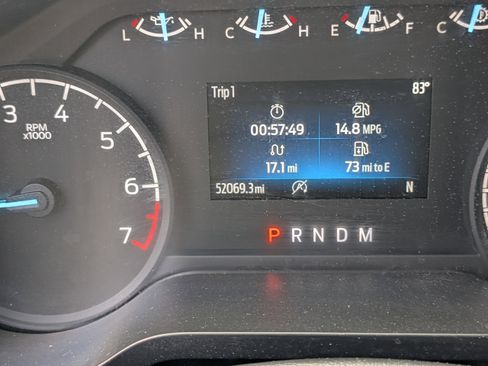 L H C H E F C
Trip 1 83°
00:57:49 14.8 MPG
17.1 mi 73 mi to E
52069.3 mi N
3 4 5 6 7
RPM
x1000
P R N D M